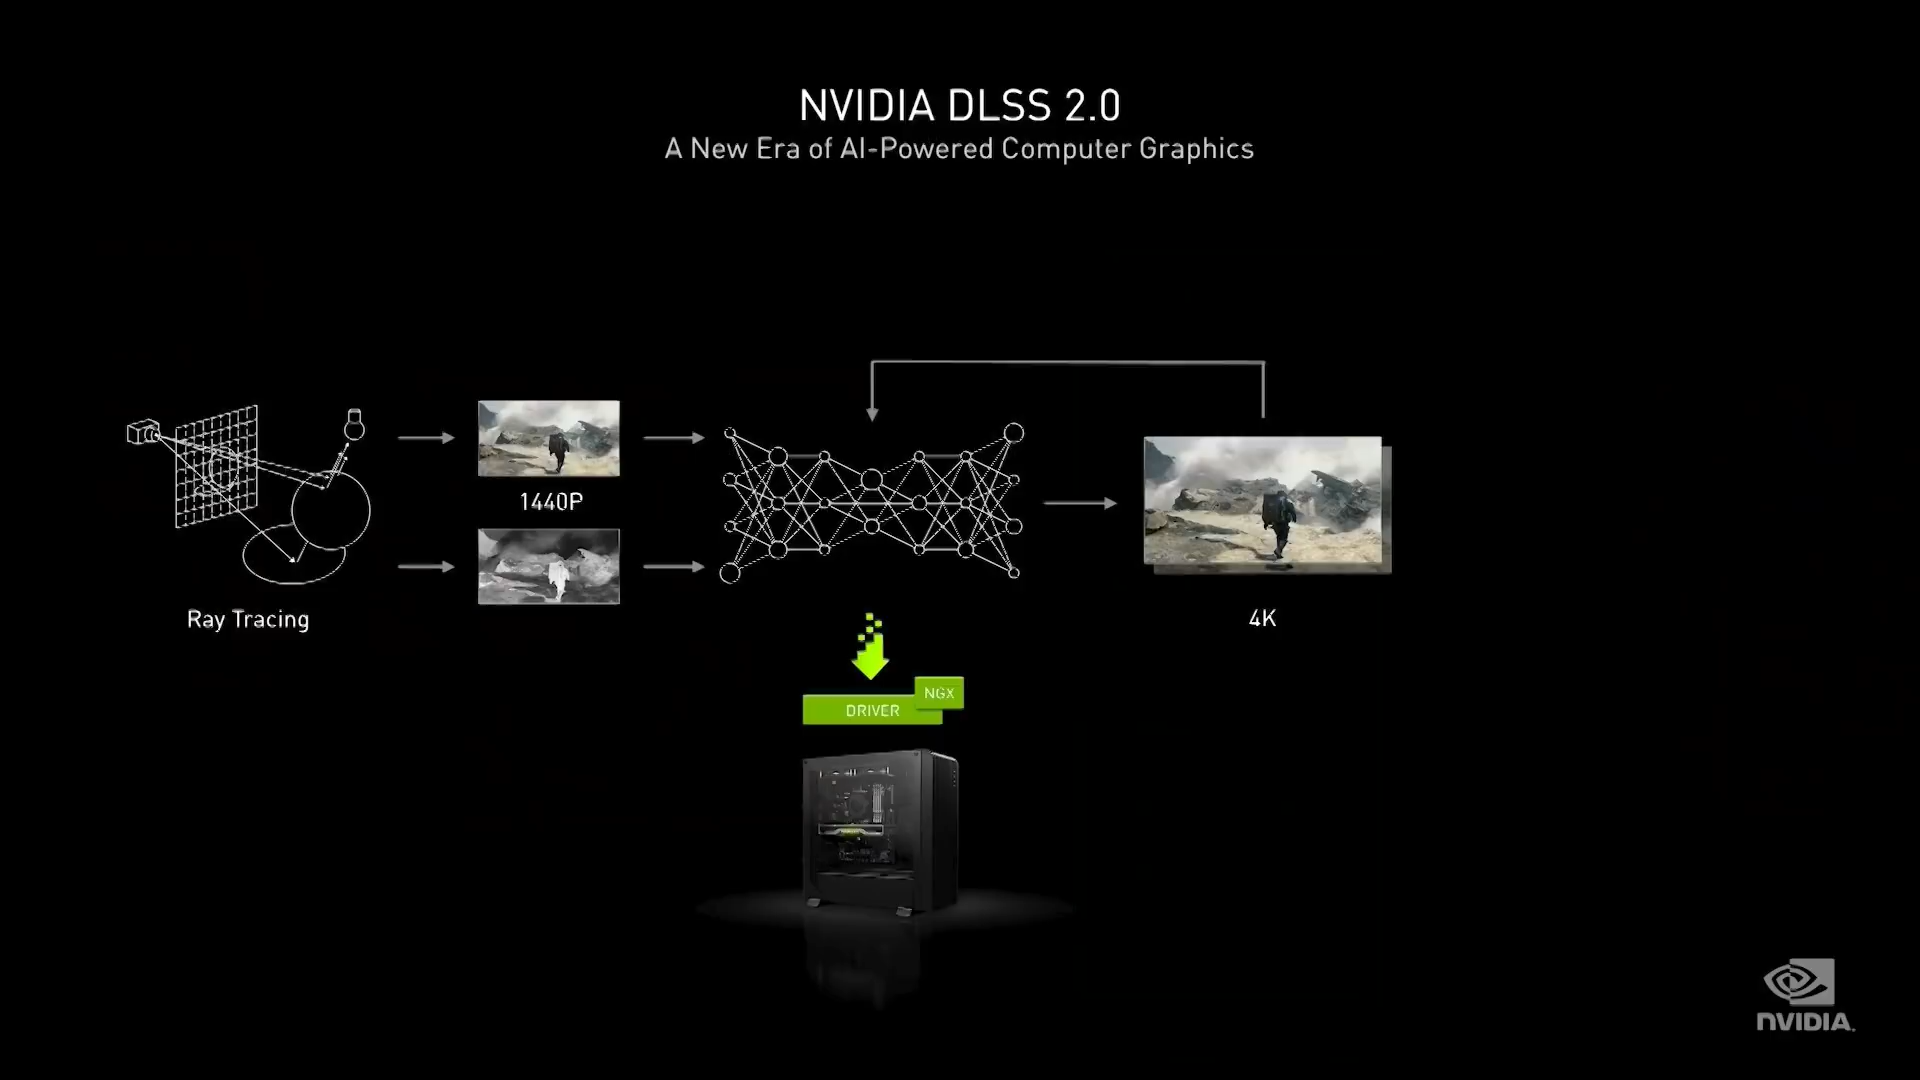 NVIDIA DLSS 2.0
A New Era of AI-Powered Computer Graphics
1440P
Ray Tracing
4K
NGX
DRIVER
NVIDIA.